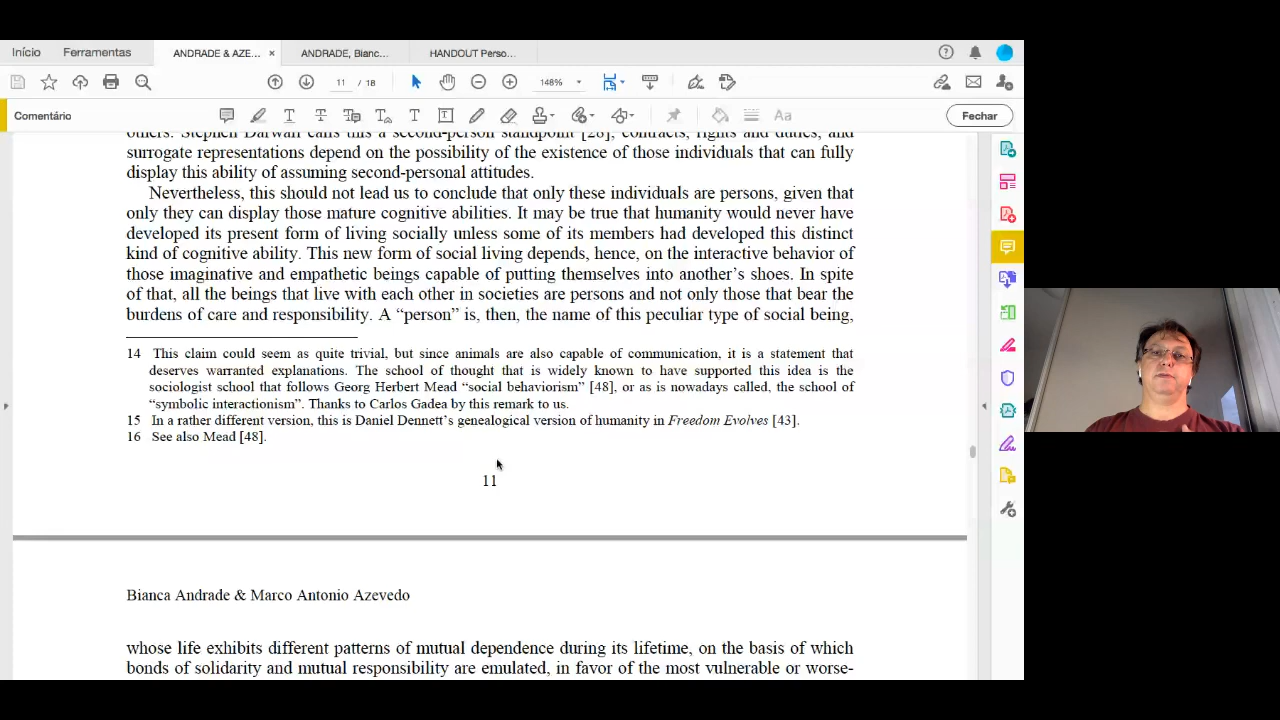 Início Ferramentas ANDRADE & AZE... × ANDRADE, Bianc... HANDOUT Perso...
11 / 18 148%
Comentário Fechar
others. Stephen Darwall calls this a second-person standpoint [28], contracts, rights and duties, and
surrogate representations depend on the possibility of the existence of those individuals that can fully
display this ability of assuming second-personal attitudes.
Nevertheless, this should not lead us to conclude that only these individuals are persons, given that
only they can display those mature cognitive abilities. It may be true that humanity would never have
developed its present form of living socially unless some of its members had developed this distinct
kind of cognitive ability. This new form of social living depends, hence, on the interactive behavior of
those imaginative and empathetic beings capable of putting themselves into another's shoes. In spite
of that, all the beings that live with each other in societies are persons and not only those that bear the
burdens of care and responsibility. A “person” is, then, the name of this peculiar type of social being,
14 This claim could seem as quite trivial, but since animals are also capable of communication, it is a statement that
deserves warranted explanations. The school of thought that is widely known to have supported this idea is the
sociologist school that follows Georg Herbert Mead “social behaviorism” [48], or as is nowadays called, the school of
“symbolic interactionism”. Thanks to Carlos Gadea by this remark to us.
15 In a rather different version, this is Daniel Dennett's genealogical version of humanity in Freedom Evolves [43].
16 See also Mead [48].
11
Bianca Andrade & Marco Antonio Azevedo
whose life exhibits different patterns of mutual dependence during its lifetime, on the basis of which
bonds of solidarity and mutual responsibility are emulated, in favor of the most vulnerable or worse-